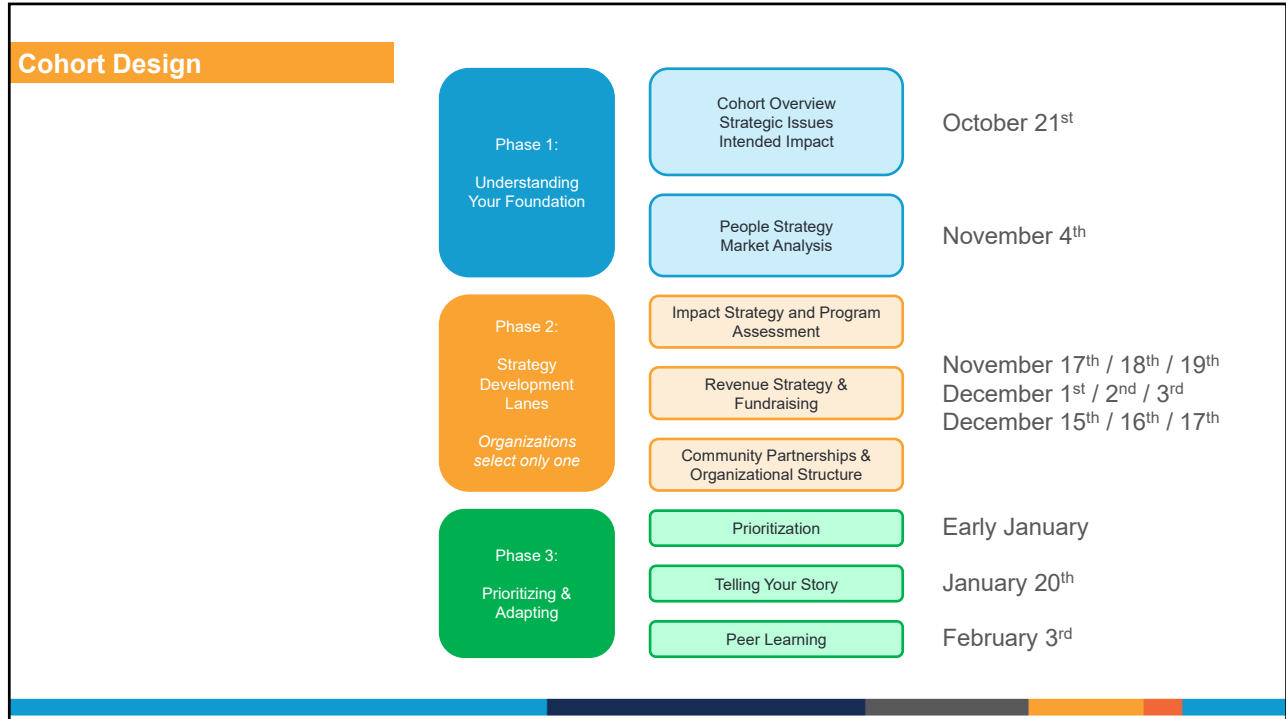 Cohort Design
Phase 1:
Understanding
Your Foundation
Cohort Overview
Strategic Issues
Intended Impact
October 21st
People Strategy
Market Analysis
November 4th
Phase 2:
Strategy
Development
Lanes
Organizations
select only one
Impact Strategy and Program
Assessment
Revenue Strategy &
Fundraising
Community Partnerships &
Organizational Structure
November 17th / 18th / 19th
December 1st / 2nd / 3rd
December 15th / 16th / 17th
Phase 3:
Prioritizing &
Adapting
Prioritization
Early January
Telling Your Story
January 20th
Peer Learning
February 3rd